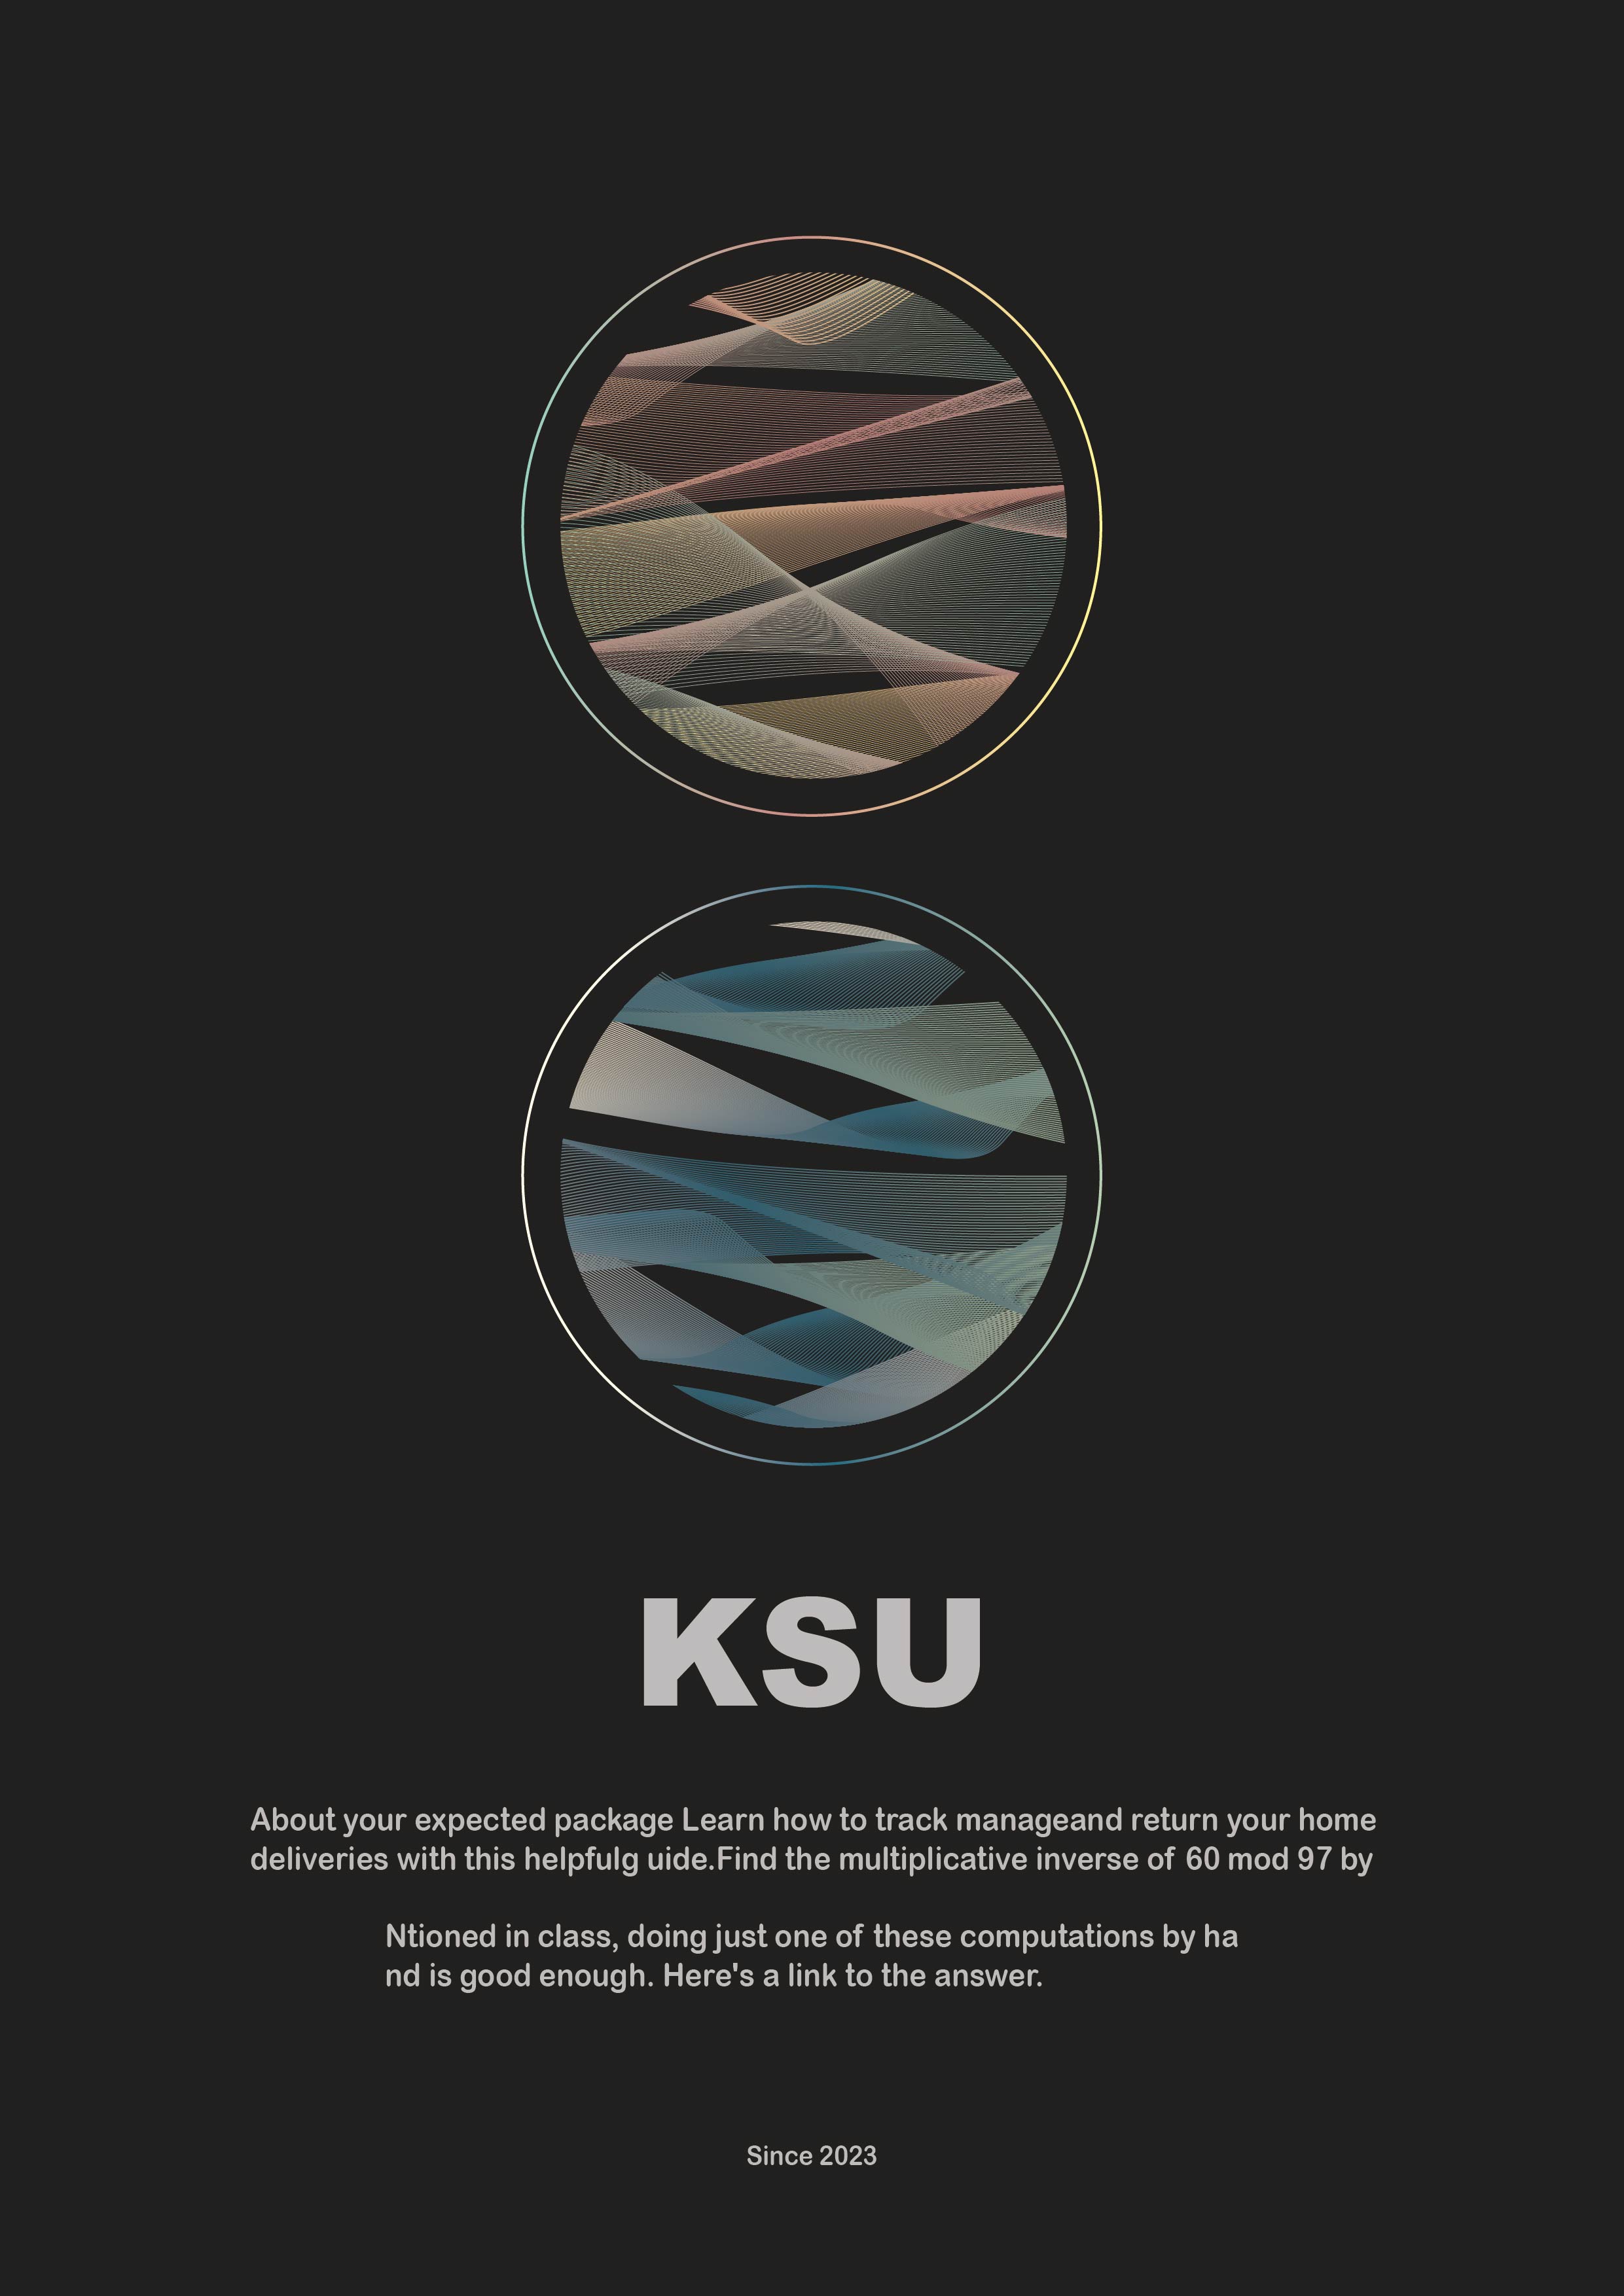 KSU
About your expected package Learn how to track manageand return your home
deliveries with this helpfulg uide.Find the multiplicative inverse of 60 mod 97 by
Ntioned in class, doing just one of these computations by ha
nd is good enough. Here's a link to the answer.
Since 2023